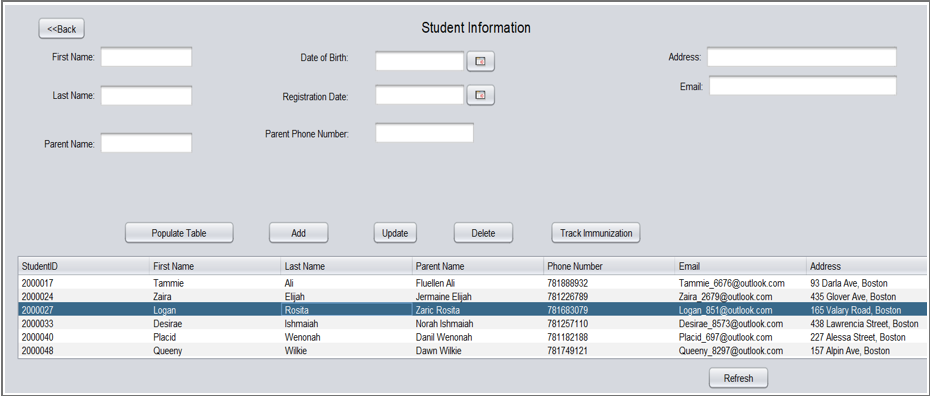 <<Back
Student Information
First Name:
Date of Birth:
Address:
Email:
Last Name:
Registration Date:
Parent Name:
Parent Phone Number:
Populate Table Add Update Delete Track Immunization
StudentID First Name Last Name Parent Name Phone Number Email Address
2000017 Tammie Ali Fluellen Ali 781888932 Tammie_6676@outlook.com 93 Darla Ave, Boston
2000024 Zaira Elijah Jermaine Elijah 781226789 Zaira_2679@outlook.com 435 Glover Ave, Boston
2000027 Logan Rosita Zaric Rosita 781683079 Logan_851@outlook.com 165 Valary Road, Boston
2000033 Desirae Ishmaiah Norah Ishmaiah 781257110 Desirae_8573@outlook.com 438 Lawrencia Street, Boston
2000040 Placid Wenonah Danil Wenonah 781182188 Placid_697@outlook.com 227 Alessa Street, Boston
2000048 Queeny Wilkie Dawn Wilkie 781749121 Queeny_8297@outlook.com 157 Alpin Ave, Boston
Refresh